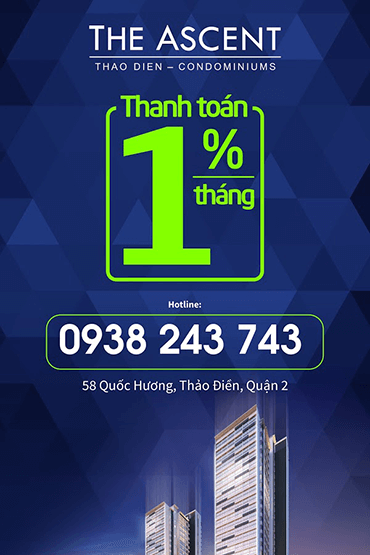 THE ASCENT
THAO DIEN – CONDOMINIUMS
Thanh toán
1%
tháng
Hotline:
0938 243 743
58 Quốc Hương, Thảo Điền, Quận 2